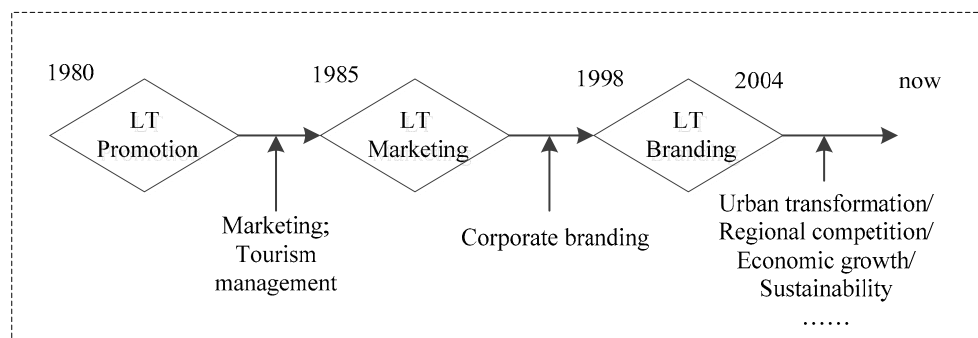 1980
1985
1998
2004
now
LT
Promotion
LT
Marketing
LT
Branding
Marketing;
Tourism
management
Corporate branding
Urban transformation/
Regional competition/
Economic growth/
Sustainability
……